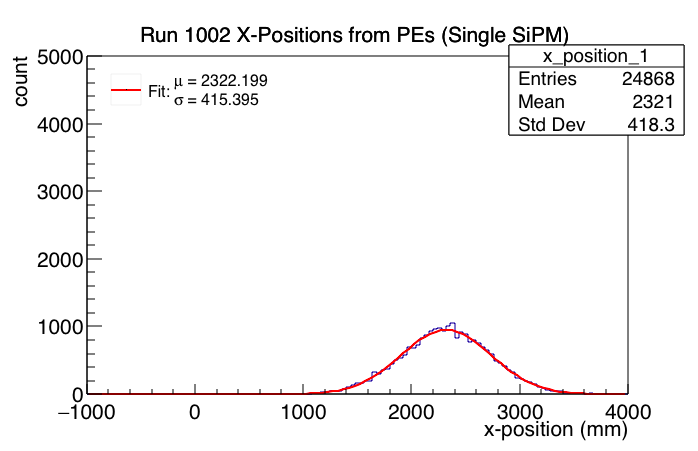 Run 1002 X-Positions from PEs (Single SiPM)
x_position_1
Entries 24868
Mean 2321
Std Dev 418.3
count
Fit: μ = 2322.199
σ = 415.395
5000
4000
3000
2000
1000
0
−1000 0 1000 2000 3000 4000
x-position (mm)